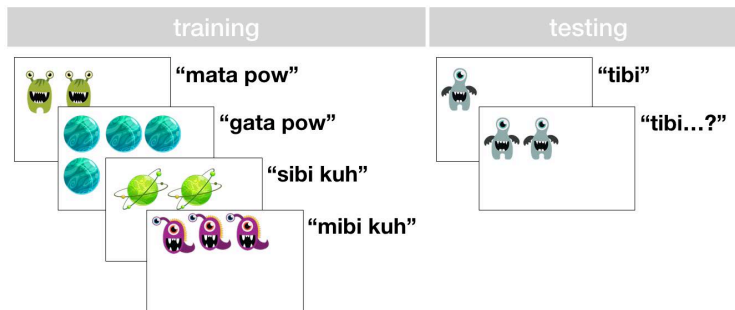 training
testing
“mata pow”
“gata pow”
“sibi kuh”
“mibi kuh”
“tibi”
“tibi…?”